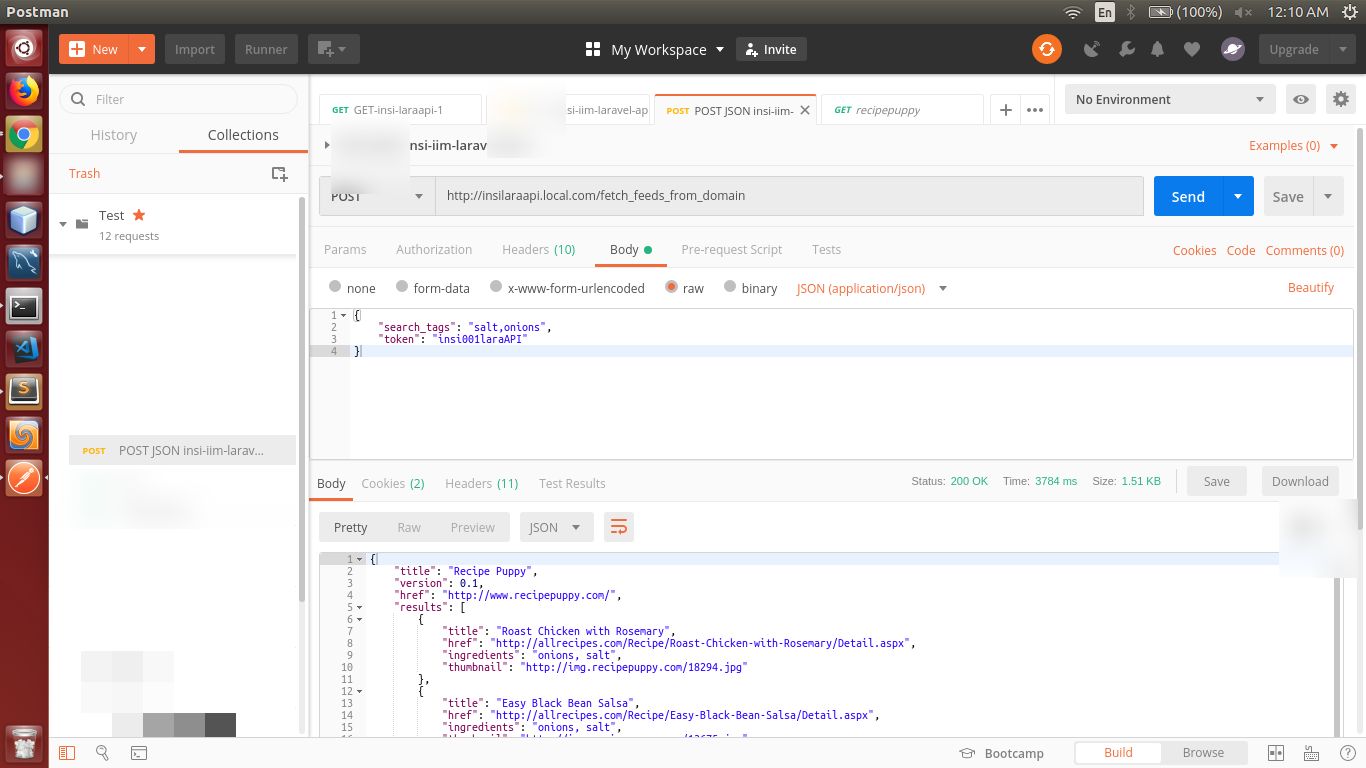 Postman
En
(100%)
12:10 AM
New
Import
Runner
My Workspace
Invite
Upgrade
Filter
History
Collections
Trash
Test
12 requests
POST POST JSON insi-iim-larav...
GET GET-insi-laraapi-1
si-iim-laravel-ap
POST POST JSON insi-iim-
GET recipepuppy
No Environment
nsi-iim-larav
Examples (0)
POST
http://insilaraapi.local.com/fetch_feeds_from_domain
Send
Save
Params
Authorization
Headers (10)
Body
Pre-request Script
Tests
Cookies
Code
Comments (0)
none
form-data
x-www-form-urlencoded
raw
binary
JSON (application/json)
Beautify
1 {
2 "search_tags": "salt,onions",
3 "token": "insi001laraAPI"
4 }
Body
Cookies (2)
Headers (11)
Test Results
Status: 200 OK
Time: 3784 ms
Size: 1.51 KB
Save
Download
Pretty
Raw
Preview
JSON
1 {
2 "title": "Recipe Puppy",
3 "version": 0.1,
4 "href": "http://www.recipepuppy.com/",
5 "results": [
6 {
7 "title": "Roast Chicken with Rosemary",
8 "href": "http://allrecipes.com/Recipe/Roast-Chicken-with-Rosemary/Detail.aspx",
9 "ingredients": "onions, salt",
10 "thumbnail": "http://img.recipepuppy.com/18294.jpg"
11 },
12 {
13 "title": "Easy Black Bean Salsa",
14 "href": "http://allrecipes.com/Recipe/Easy-Black-Bean-Salsa/Detail.aspx",
15 "ingredients": "onions, salt",
Bootcamp
Build
Browse